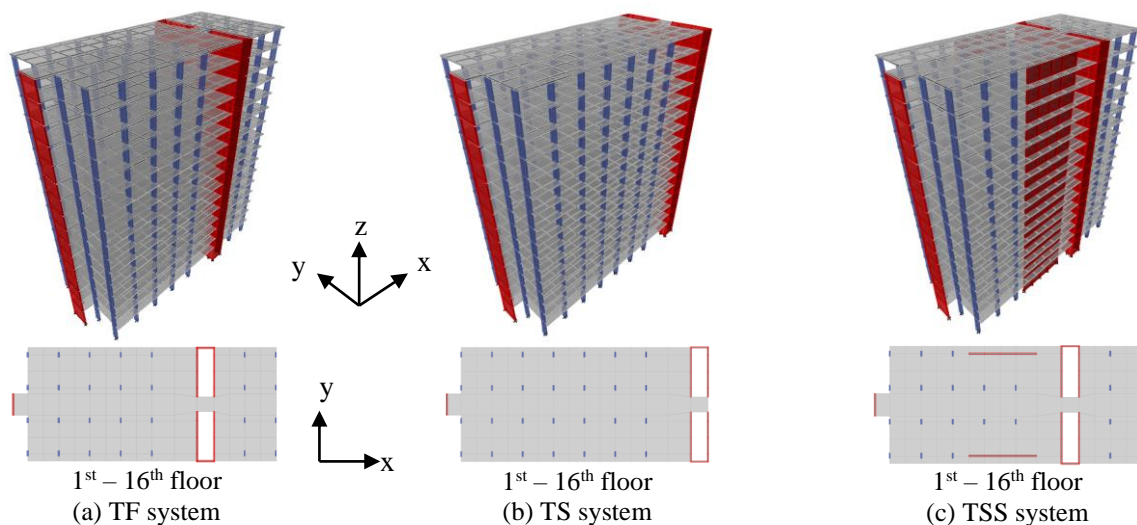 z
y
x
y
x
1st – 16th floor
(a) TF system
1st – 16th floor
(b) TS system
1st – 16th floor
(c) TSS system